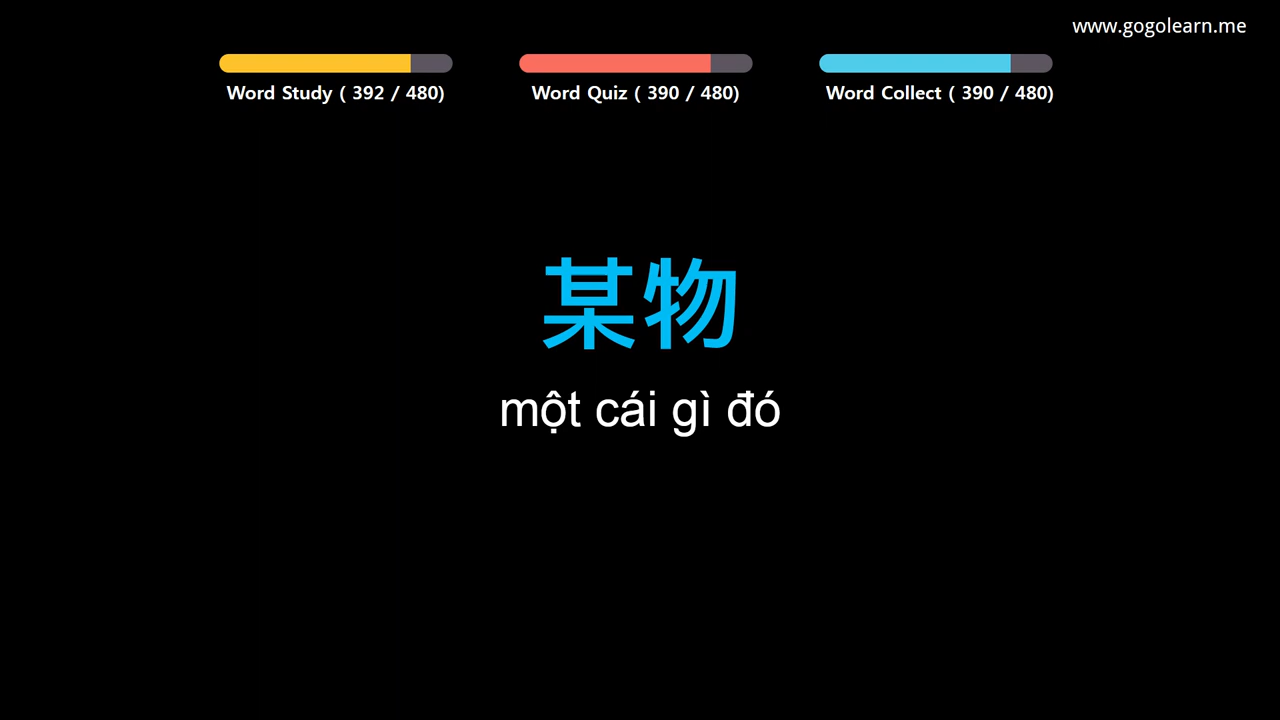 www.gogolearn.me
Word Study ( 392 / 480)
Word Quiz ( 390 / 480)
Word Collect ( 390 / 480)
某物
một cái gì đó